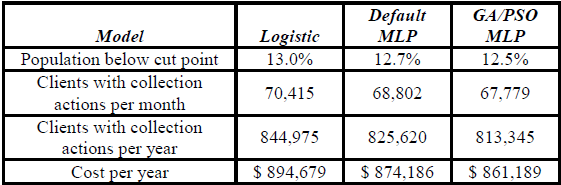 Model Logistic Default MLP GA/PSO MLP
Population below cut point 13.0% 12.7% 12.5%
Clients with collection actions per month 70,415 68,802 67,779
Clients with collection actions per year 844,975 825,620 813,345
Cost per year $ 894,679 $ 874,186 $ 861,189